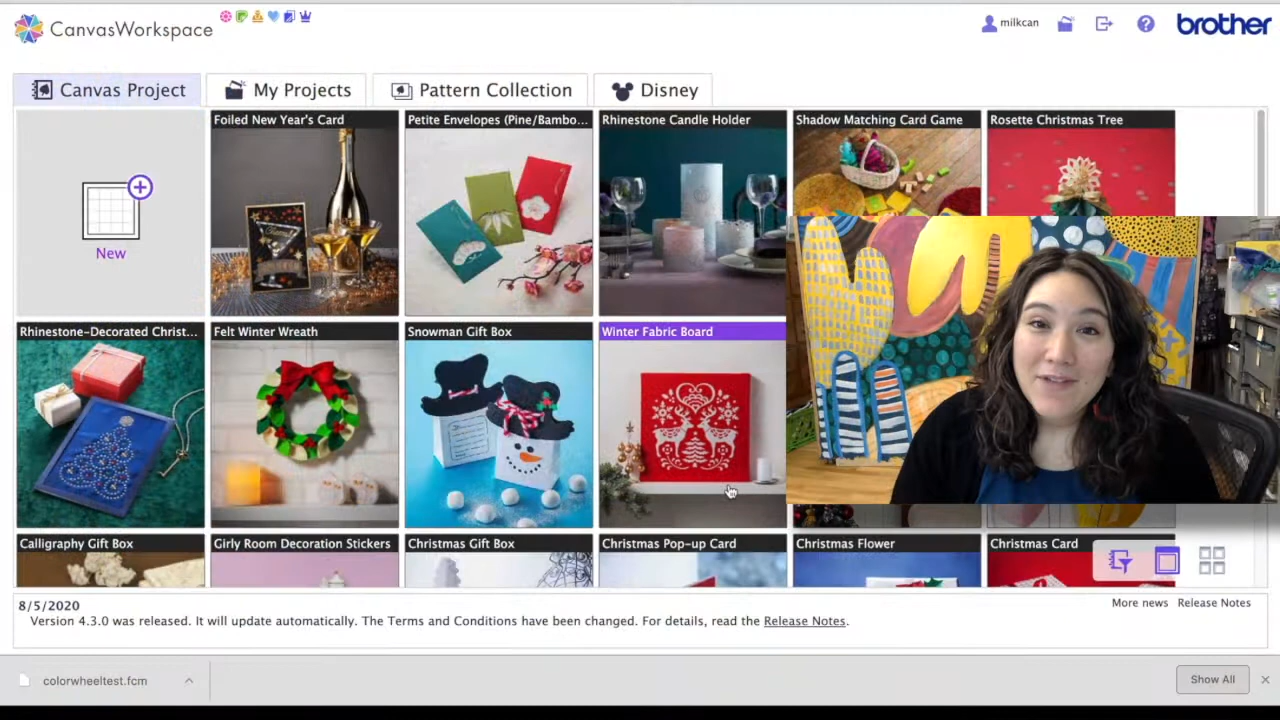 CanvasWorkspace
milkcan
brother
Canvas Project
My Projects
Pattern Collection
Disney
New
Foiled New Year's Card
Petite Envelopes (Pine/Bambo...
Rhinestone Candle Holder
Shadow Matching Card Game
Rosette Christmas Tree
Rhinestone-Decorated Christ...
Felt Winter Wreath
Snowman Gift Box
Winter Fabric Board
Calligraphy Gift Box
Girly Room Decoration Stickers
Christmas Gift Box
Christmas Pop-up Card
Christmas Flower
Christmas Card
8/5/2020
More news Release Notes
Version 4.3.0 was released. It will update automatically. The Terms and Conditions have been changed. For details, read the Release Notes.
colorwheeltest.fcm
Show All